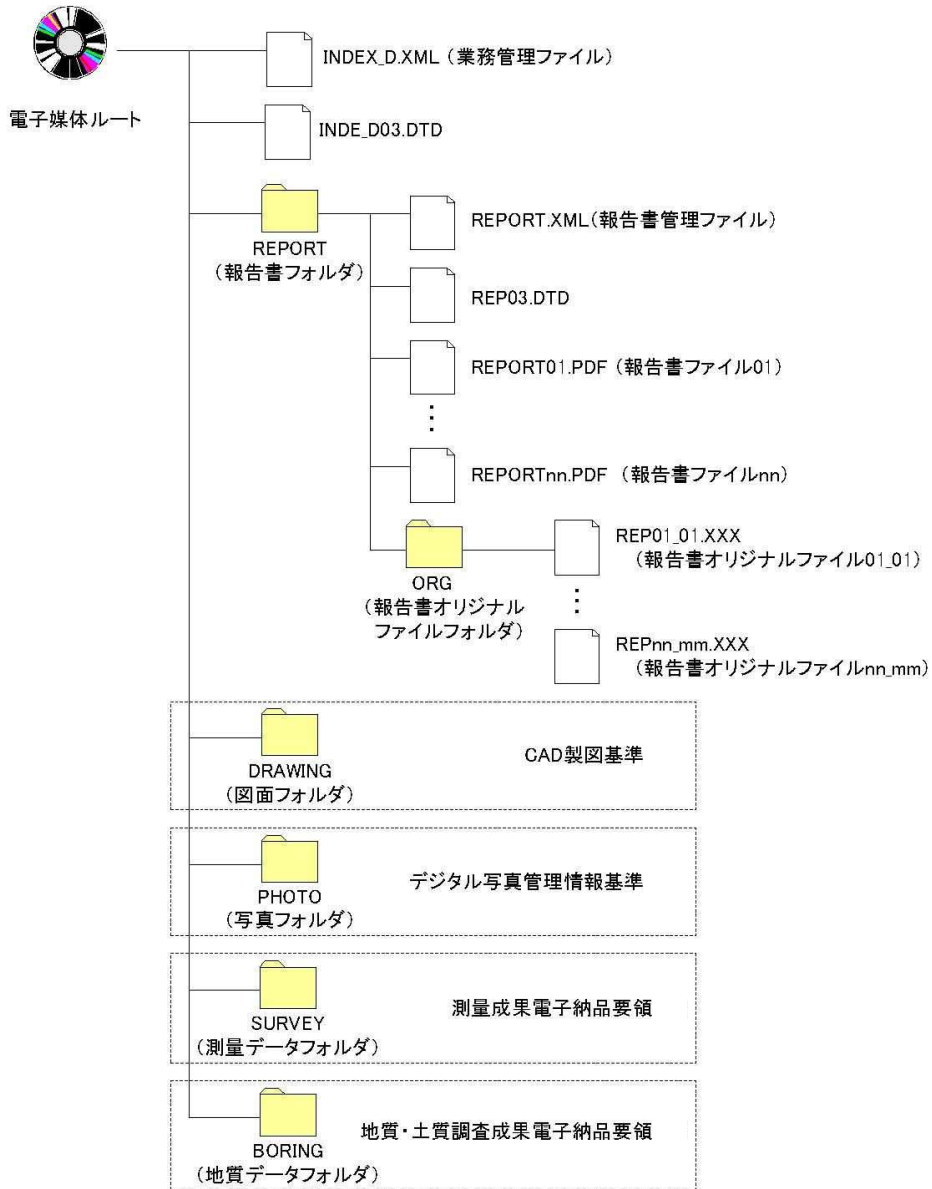 INDEX_D.XML（業務管理ファイル）
電子媒体ルート
INDE_D03.DTD
REPORT
（報告書フォルダ）
REPORT.XML（報告書管理ファイル）
REP03.DTD
REPORT01.PDF（報告書ファイル01）
⋮
REPORTnn.PDF （報告書ファイルnn）
ORG
（報告書オリジナル
ファイルフォルダ）
REP01_01.XXX
（報告書オリジナルファイル01_01）
⋮
REPnn_mm.XXX
（報告書オリジナルファイルnn_mm）
DRAWING
（図面フォルダ）
CAD製図基準
PHOTO
（写真フォルダ）
デジタル写真管理情報基準
SURVEY
（測量データフォルダ）
測量成果電子納品要領
BORING
（地質データフォルダ）
地質・土質調査成果電子納品要領